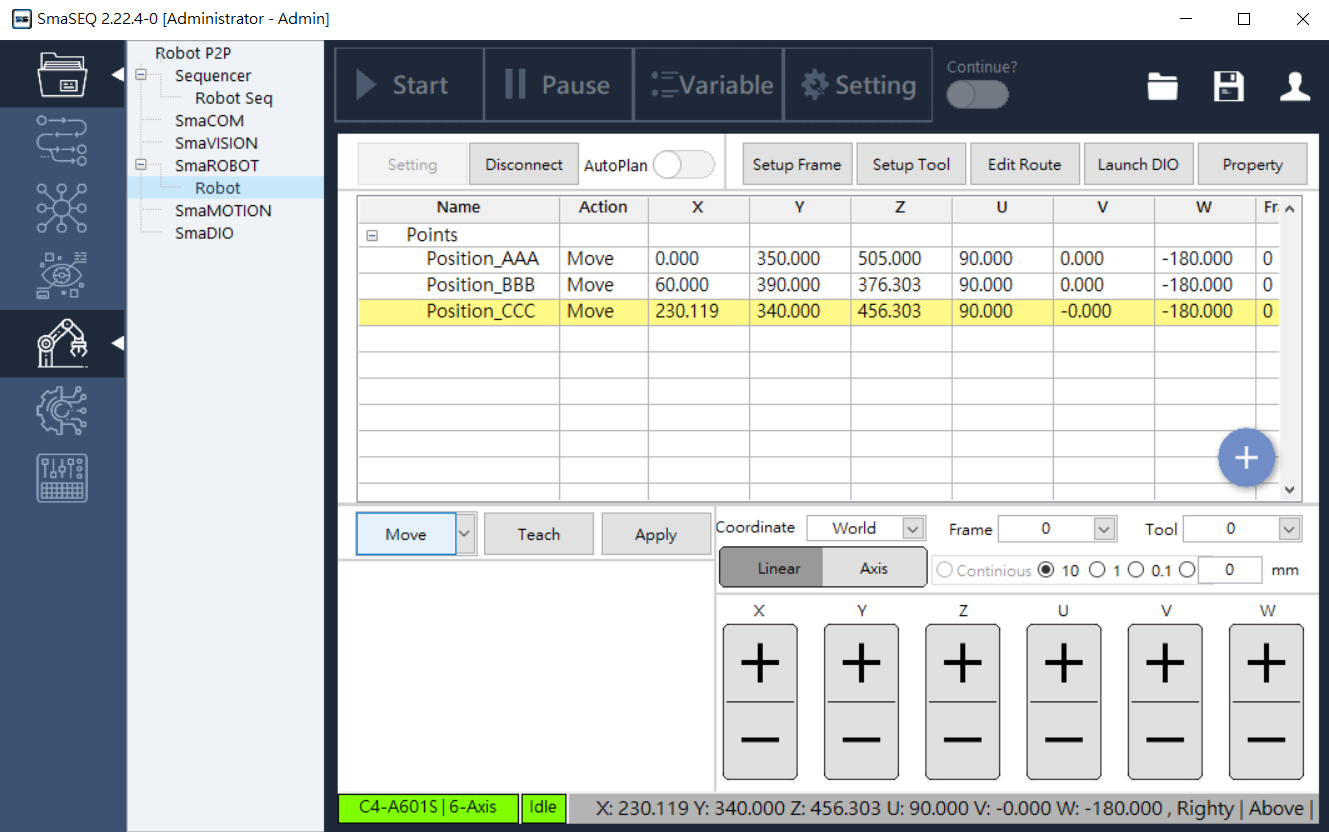 SmaSEQ 2.22.4-0 [Administrator - Admin]
Robot P2P
Sequencer
Robot Seq
SmaCOM
SmaVISION
SmaROBOT
Robot
SmaMOTION
SmaDIO
Start Pause Variable Setting Continue?
Setting Disconnect AutoPlan Setup Frame Setup Tool Edit Route Launch DIO Property
Name Action X Y Z U V W Fr
Points
Position_AAA Move 0.000 350.000 505.000 90.000 0.000 -180.000 0
Position_BBB Move 60.000 390.000 376.303 90.000 0.000 -180.000 0
Position_CCC Move 230.119 340.000 456.303 90.000 -0.000 -180.000 0
Move Teach Apply
Coordinate World Frame 0 Tool 0
Linear Axis Continious 10 1 0.1 0 mm
X Y Z U V W
C4-A601S | 6-Axis Idle X: 230.119 Y: 340.000 Z: 456.303 U: 90.000 V: -0.000 W: -180.000 , Righty | Above |